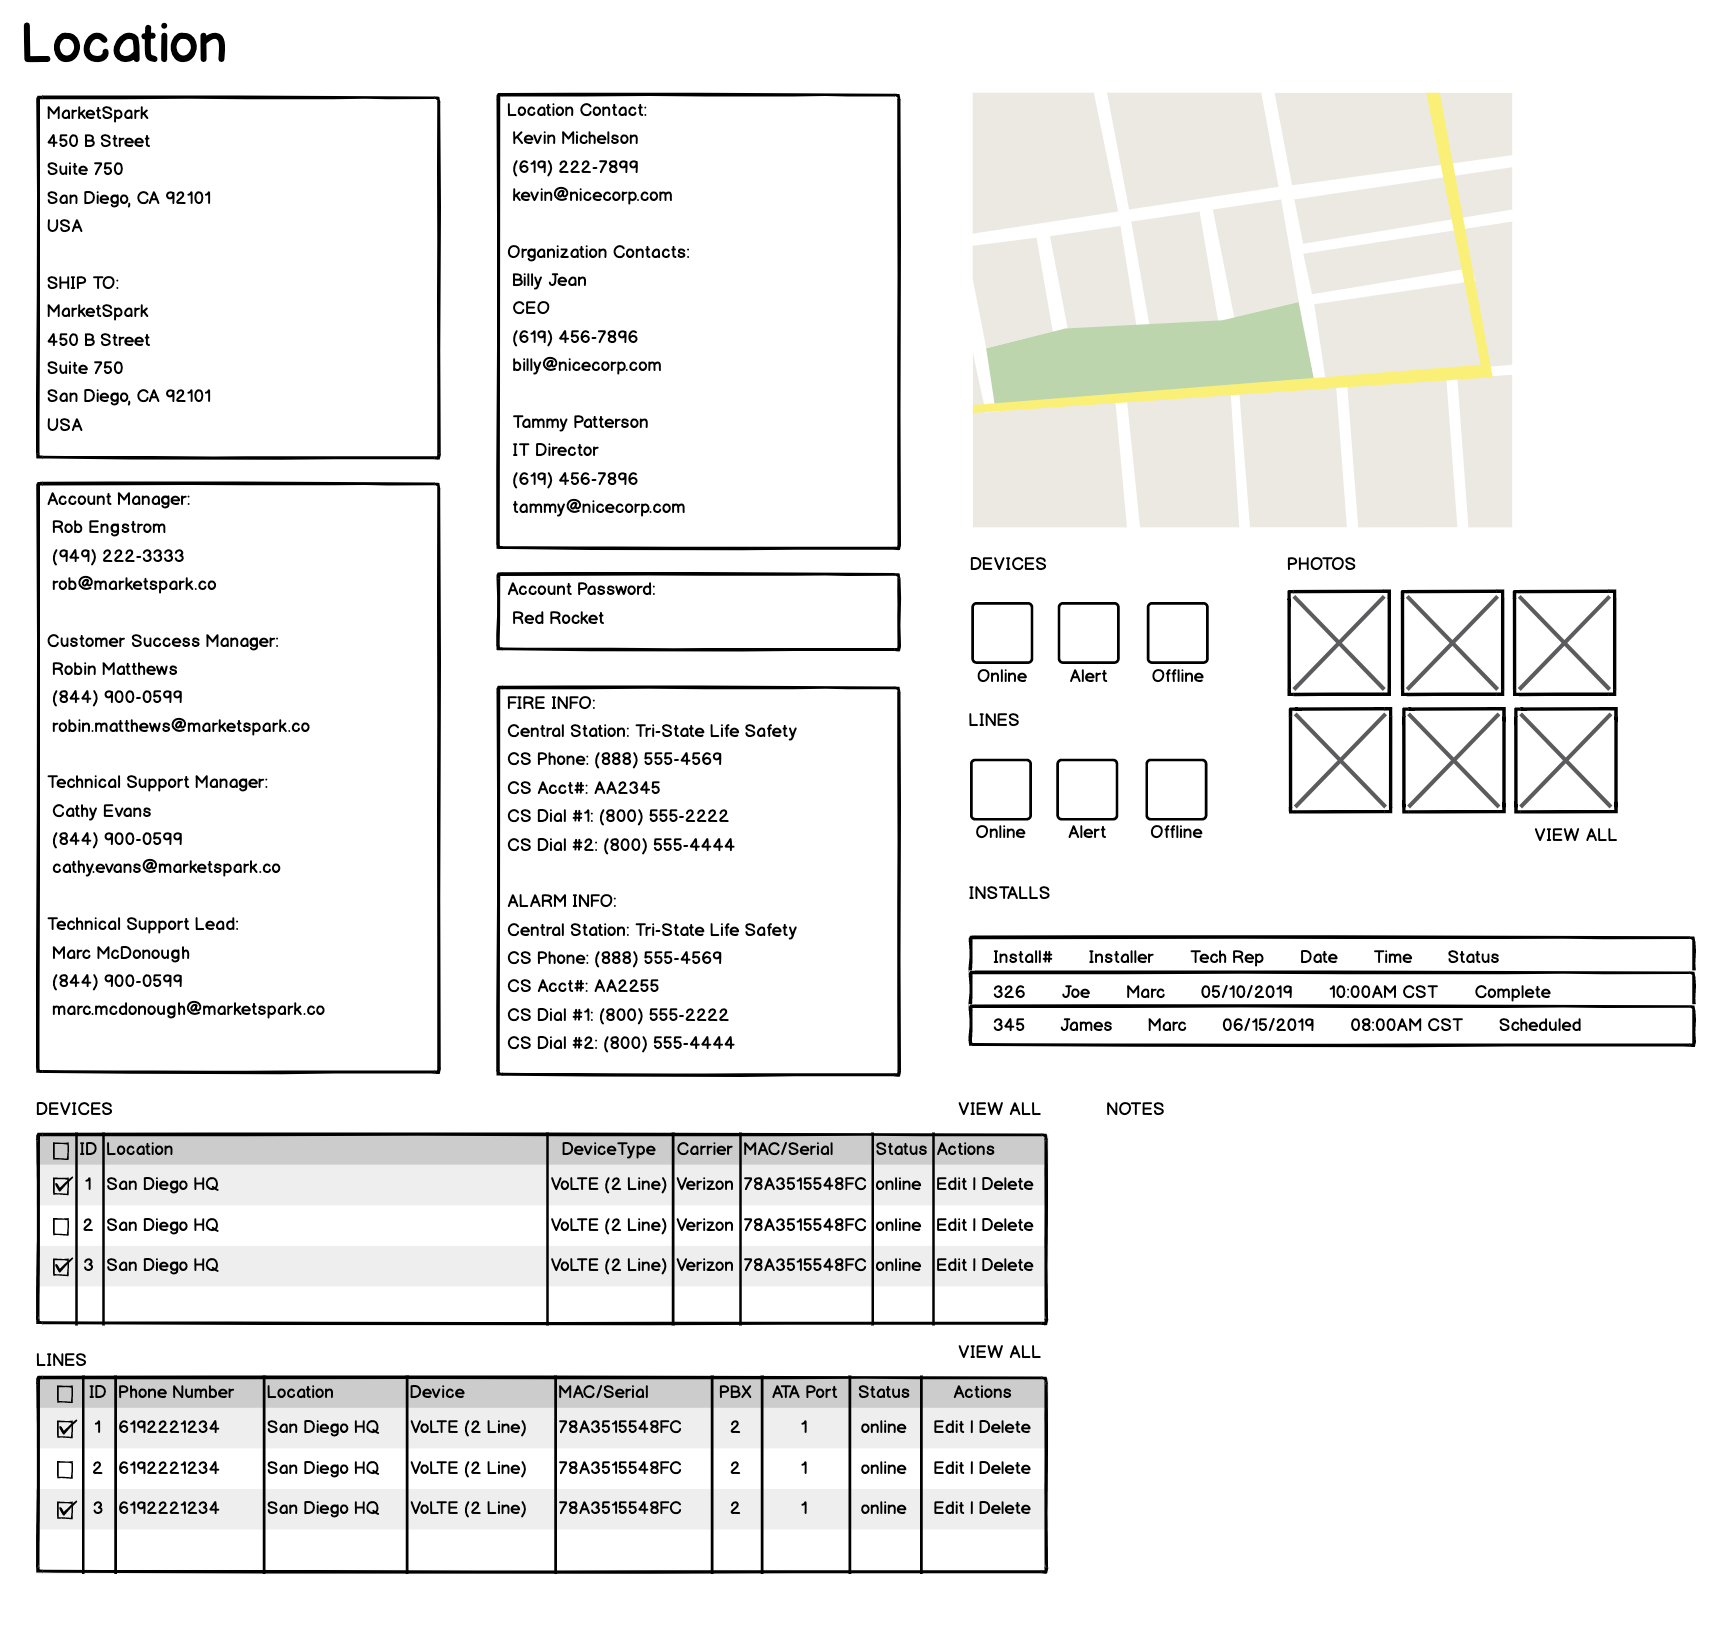 Location
MarketSpark
450 B Street
Suite 750
San Diego, CA 92101
USA
SHIP TO:
MarketSpark
450 B Street
Suite 750
San Diego, CA 92101
USA
Account Manager:
Rob Engstrom
(949) 222-3333
rob@marketspark.co
Customer Success Manager:
Robin Matthews
(844) 900-0599
robin.matthews@marketspark.co
Technical Support Manager:
Cathy Evans
(844) 900-0599
cathy.evans@marketspark.co
Technical Support Lead:
Marc McDonough
(844) 900-0599
marc.mcdonough@marketspark.co
Location Contact:
Kevin Michelson
(619) 222-7899
kevin@nicecorp.com
Organization Contacts:
Billy Jean
CEO
(619) 456-7896
billy@nicecorp.com
Tammy Patterson
IT Director
(619) 456-7896
tammy@nicecorp.com
Account Password:
Red Rocket
FIRE INFO:
Central Station: Tri-State Life Safety
CS Phone: (888) 555-4569
CS Acct#: AA2345
CS Dial #1: (800) 555-2222
CS Dial #2: (800) 555-4444
ALARM INFO:
Central Station: Tri-State Life Safety
CS Phone: (888) 555-4569
CS Acct#: AA2255
CS Dial #1: (800) 555-2222
CS Dial #2: (800) 555-4444
DEVICES
Online Alert Offline
LINES
Online Alert Offline
PHOTOS
VIEW ALL
INSTALLS
Install# Installer Tech Rep Date Time Status
326 Joe Marc 05/10/2019 10:00AM CST Complete
345 James Marc 06/15/2019 08:00AM CST Scheduled
DEVICES VIEW ALL
ID Location DeviceType Carrier MAC/Serial Status Actions
1 San Diego HQ VoLTE (2 Line) Verizon 78A3515548FC online Edit | Delete
2 San Diego HQ VoLTE (2 Line) Verizon 78A3515548FC online Edit | Delete
3 San Diego HQ VoLTE (2 Line) Verizon 78A3515548FC online Edit | Delete
NOTES
LINES VIEW ALL
ID Phone Number Location Device MAC/Serial PBX ATA Port Status Actions
1 6192221234 San Diego HQ VoLTE (2 Line) 78A3515548FC 2 1 online Edit | Delete
2 6192221234 San Diego HQ VoLTE (2 Line) 78A3515548FC 2 1 online Edit | Delete
3 6192221234 San Diego HQ VoLTE (2 Line) 78A3515548FC 2 1 online Edit | Delete